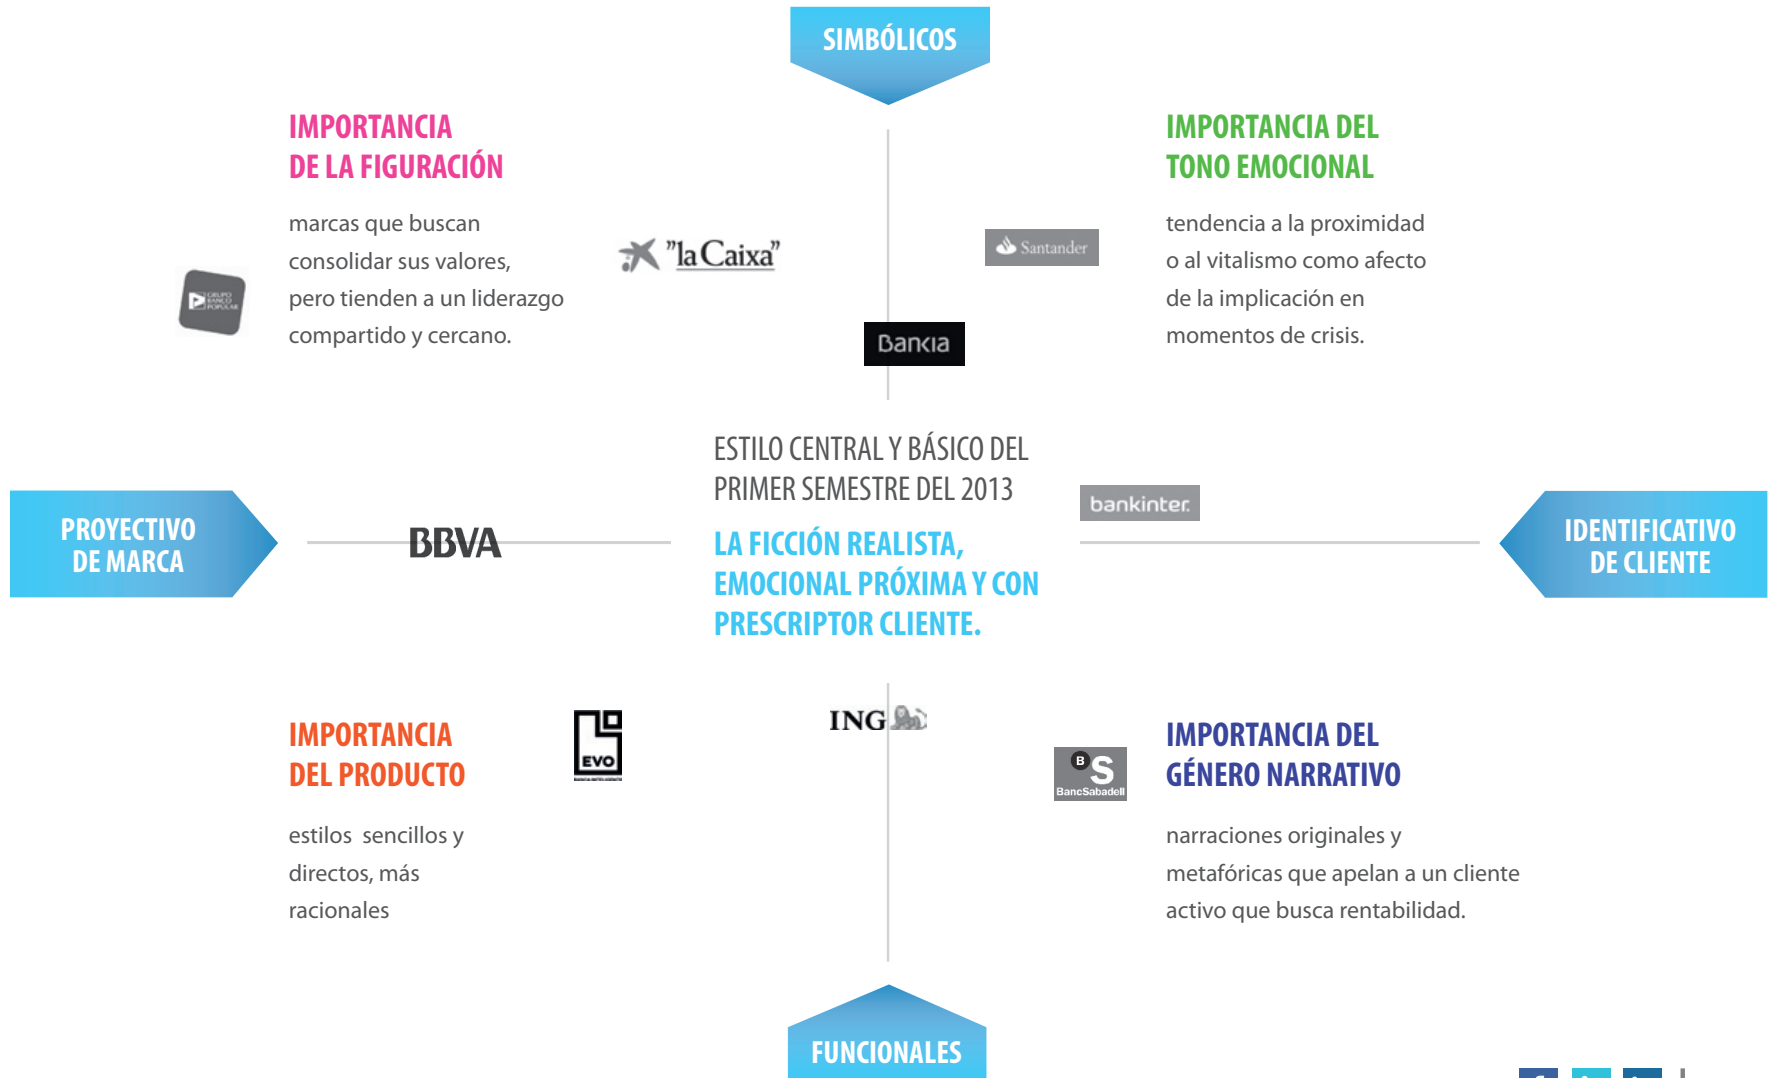 SIMBÓLICOS
IMPORTANCIA
DE LA FIGURACIÓN
marcas que buscan
consolidar sus valores,
pero tienden a un liderazgo
compartido y cercano.
GRUPO
BANCO
POPULAR
"la Caixa"
Santander
Bankia
IMPORTANCIA DEL
TONO EMOCIONAL
tendencia a la proximidad
o al vitalismo como afecto
de la implicación en
momentos de crisis.
PROYECTIVO
DE MARCA
BBVA
ESTILO CENTRAL Y BÁSICO DEL
PRIMER SEMESTRE DEL 2013
LA FICCIÓN REALISTA,
EMOCIONAL PRÓXIMA Y CON
PRESCRIPTOR CLIENTE.
bankinter.
IDENTIFICATIVO
DE CLIENTE
IMPORTANCIA
DEL PRODUCTO
estilos  sencillos y
directos, más
racionales
EVO
ING
B S
BancSabadell
IMPORTANCIA DEL
GÉNERO NARRATIVO
narraciones originales y
metafóricas que apelan a un cliente
activo que busca rentabilidad.
FUNCIONALES